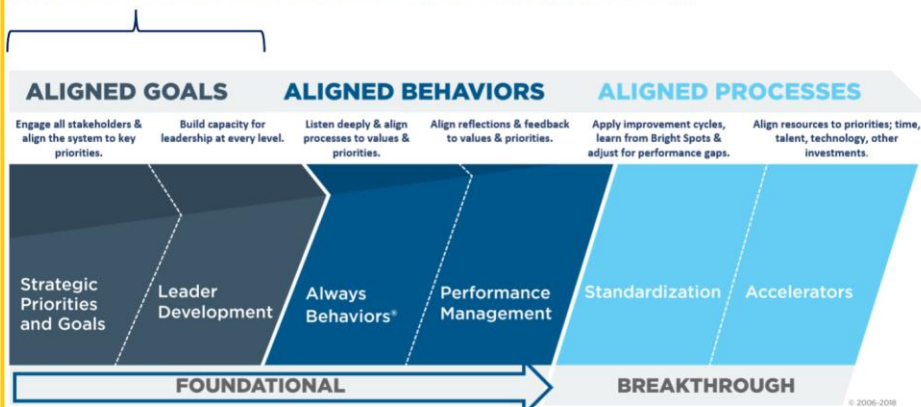 ALIGNED GOALS
ALIGNED BEHAVIORS
ALIGNED PROCESSES
Engage all stakeholders &
align the system to key
priorities.
Build capacity for
leadership at every level.
Listen deeply & align
processes to values &
priorities.
Align reflections & feedback
to values & priorities.
Apply improvement cycles,
learn from Bright Spots &
adjust for performance gaps.
Align resources to priorities; time,
talent, technology, other
investments.
Strategic
Priorities
and Goals
Leader
Development
Always
Behaviors®
Performance
Management
Standardization
Accelerators
FOUNDATIONAL
BREAKTHROUGH
© 2006-2018